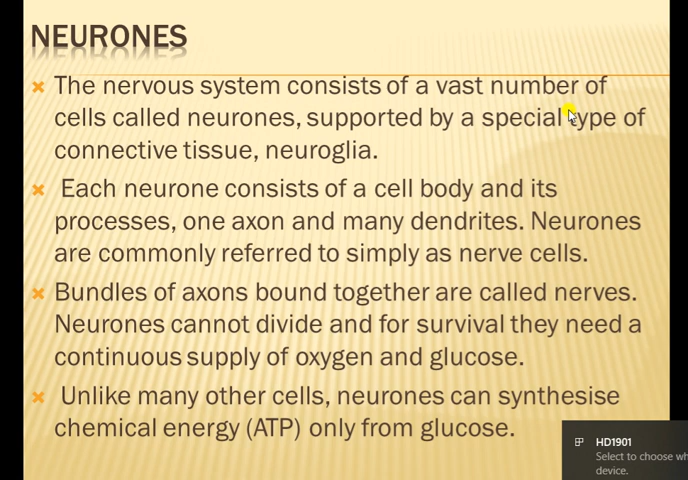 NEURONES
The nervous system consists of a vast number of
cells called neurones, supported by a special type of
connective tissue, neuroglia.
Each neurone consists of a cell body and its
processes, one axon and many dendrites. Neurones
are commonly referred to simply as nerve cells.
Bundles of axons bound together are called nerves.
Neurones cannot divide and for survival they need a
continuous supply of oxygen and glucose.
Unlike many other cells, neurones can synthesise
chemical energy (ATP) only from glucose.
HD1901
Select to choose wh
device.